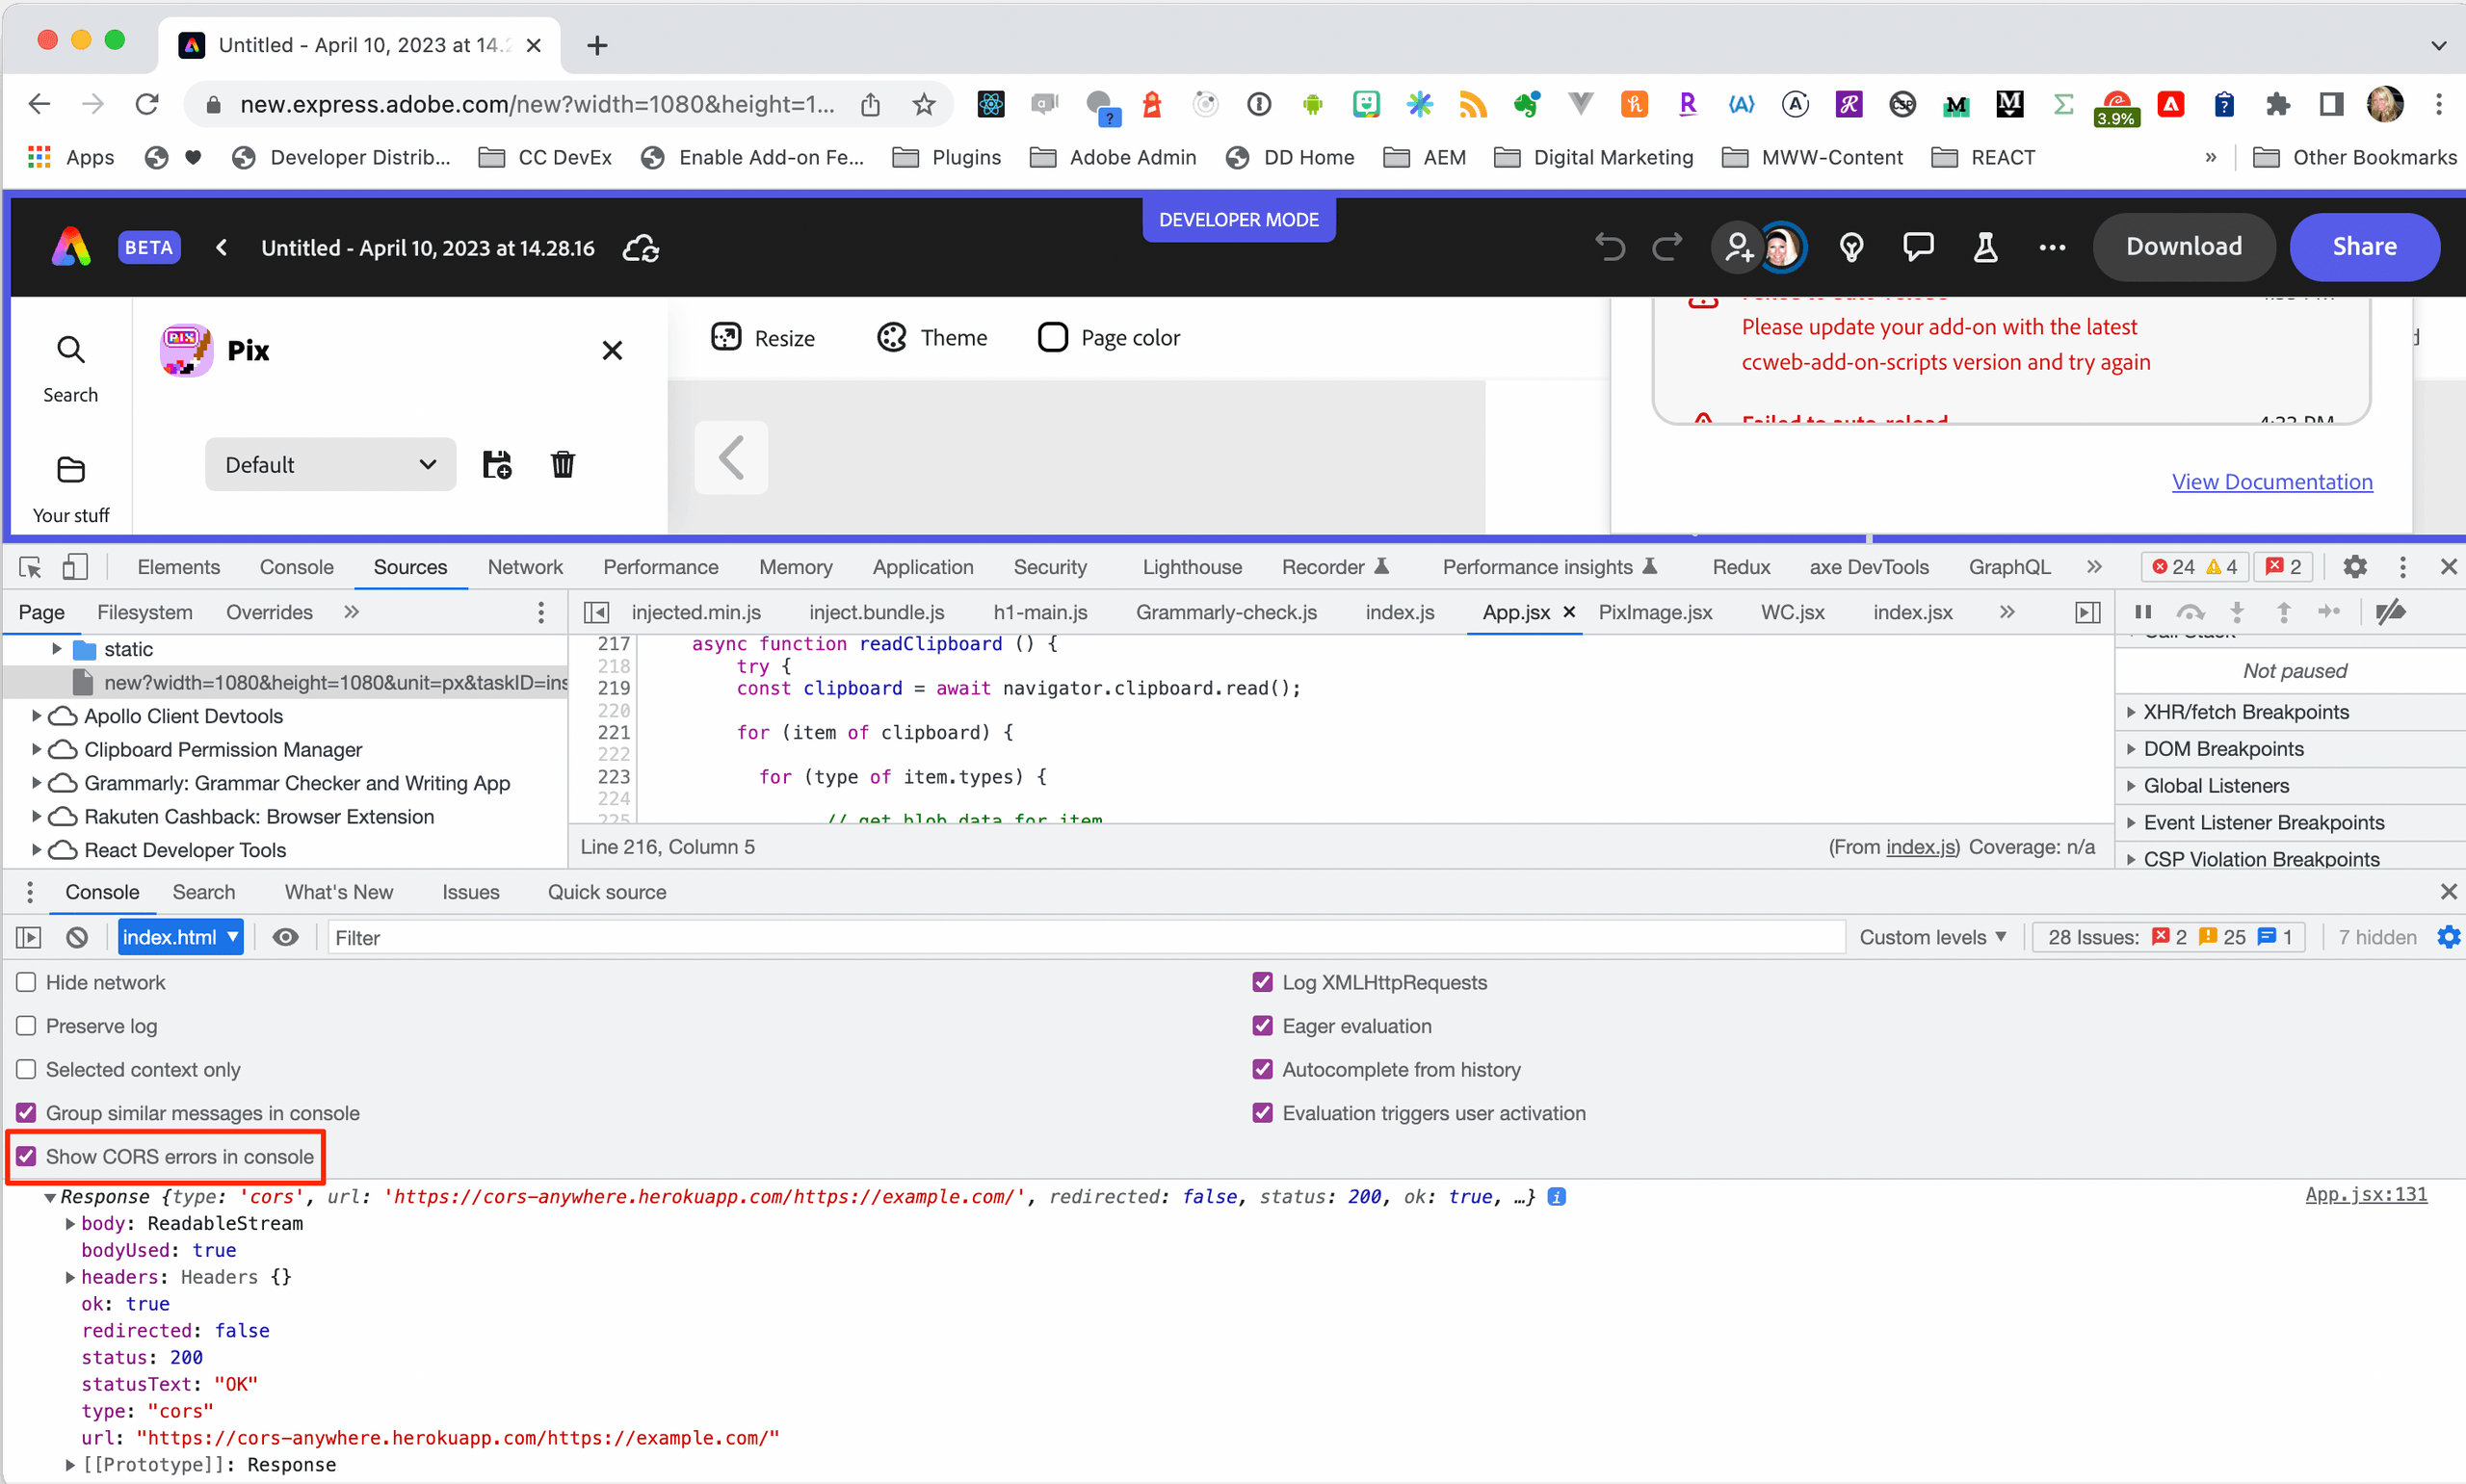 Untitled - April 10, 2023 at 14.2
new.express.adobe.com/new?width=1080&height=1...
3.9%
Apps
Developer Distrib...
CC DevEx
Enable Add-on Fe...
Plugins
Adobe Admin
DD Home
AEM
Digital Marketing
MWW-Content
REACT
»
Other Bookmarks
DEVELOPER MODE
BETA
Untitled - April 10, 2023 at 14.28.16
Download
Share
Search
Your stuff
PIX
Pix
Default
Resize
Theme
Page color
Please update your add-on with the latest
ccweb-add-on-scripts version and try again
Failed to auto-reload 4:33 PM
View Documentation
Elements Console Sources Network Performance Memory Application Security Lighthouse Recorder Performance insights Redux axe DevTools GraphQL » 24 4 2
Page Filesystem Overrides »
injected.min.js inject.bundle.js h1-main.js Grammarly-check.js index.js App.jsx PixImage.jsx WC.jsx index.jsx »
static
new?width=1080&height=1080&unit=px&taskID=ins
Apollo Client Devtools
Clipboard Permission Manager
Grammarly: Grammar Checker and Writing App
Rakuten Cashback: Browser Extension
React Developer Tools
217 async function readClipboard () {
218 try {
219 const clipboard = await navigator.clipboard.read();
220
221 for (item of clipboard) {
222
223 for (type of item.types) {
224
225 // get blob data for item
Line 216, Column 5
(From index.js) Coverage: n/a
Call Stack
Not paused
XHR/fetch Breakpoints
DOM Breakpoints
Global Listeners
Event Listener Breakpoints
CSP Violation Breakpoints
Console Search What's New Issues Quick source
index.html ▼ Filter Custom levels ▼ 28 Issues: 2 25 1 7 hidden
Hide network
Preserve log
Selected context only
Group similar messages in console
Show CORS errors in console
Log XMLHttpRequests
Eager evaluation
Autocomplete from history
Evaluation triggers user activation
Response {type: 'cors', url: 'https://cors-anywhere.herokuapp.com/https://example.com/', redirected: false, status: 200, ok: true, …} App.jsx:131
body: ReadableStream
bodyUsed: true
headers: Headers {}
ok: true
redirected: false
status: 200
statusText: "OK"
type: "cors"
url: "https://cors-anywhere.herokuapp.com/https://example.com/"
[[Prototype]]: Response